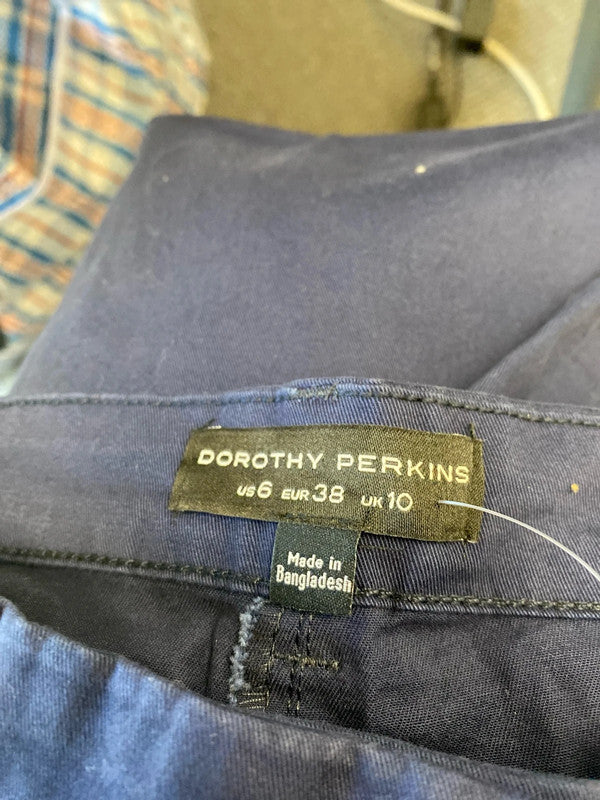 DOROTHY PERKINS
US6 EUR38 UK10
Made in
Bangladesh